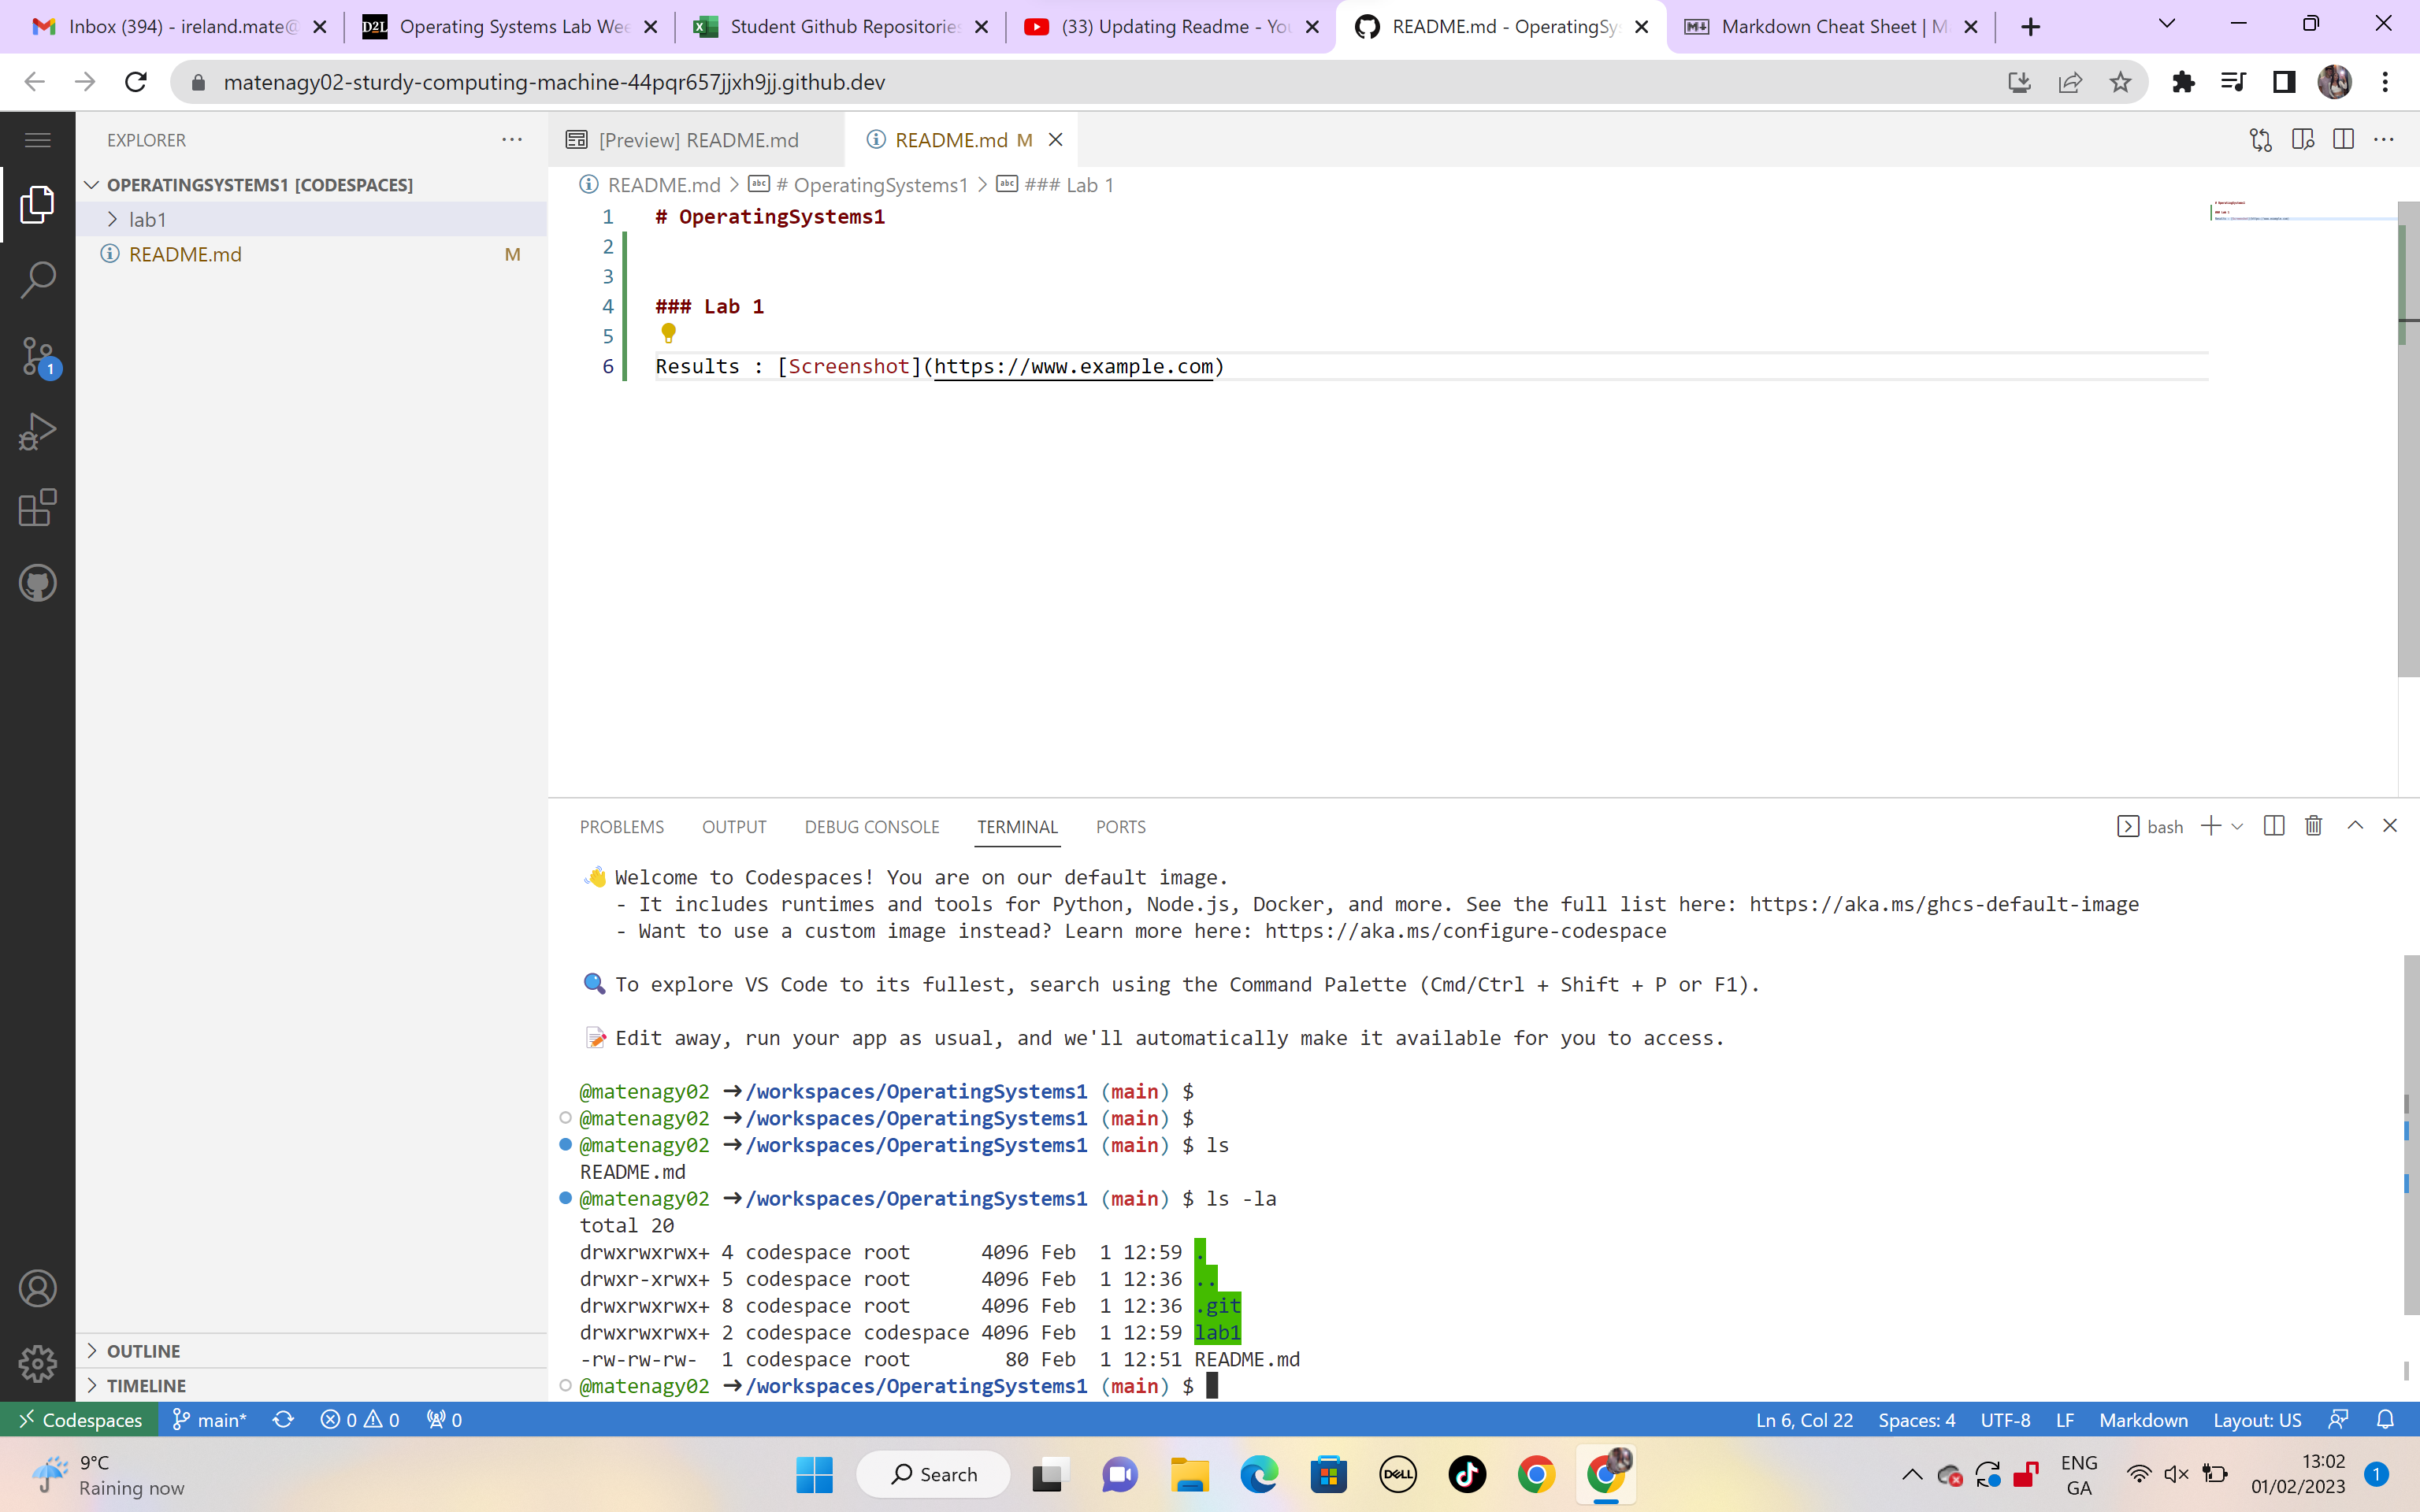 Inbox (394) - ireland.mate@
D2L Operating Systems Lab Wee
Student Github Repositories
(33) Updating Readme - You
README.md - OperatingSys
Markdown Cheat Sheet | M
matenagy02-sturdy-computing-machine-44pqr657jjxh9jj.github.dev
EXPLORER
OPERATINGSYSTEMS1 [CODESPACES]
lab1
README.md M
1
[Preview] README.md
README.md M
README.md > # OperatingSystems1 > ### Lab 1
1 # OperatingSystems1
2
3
4 ### Lab 1
5
6 Results : [Screenshot](https://www.example.com)
PROBLEMS OUTPUT DEBUG CONSOLE TERMINAL PORTS
bash
👋 Welcome to Codespaces! You are on our default image.
- It includes runtimes and tools for Python, Node.js, Docker, and more. See the full list here: https://aka.ms/ghcs-default-image
- Want to use a custom image instead? Learn more here: https://aka.ms/configure-codespace
🔍 To explore VS Code to its fullest, search using the Command Palette (Cmd/Ctrl + Shift + P or F1).
📝 Edit away, run your app as usual, and we'll automatically make it available for you to access.
@matenagy02 ➜/workspaces/OperatingSystems1 (main) $
@matenagy02 ➜/workspaces/OperatingSystems1 (main) $
@matenagy02 ➜/workspaces/OperatingSystems1 (main) $ ls
README.md
@matenagy02 ➜/workspaces/OperatingSystems1 (main) $ ls -la
total 20
drwxrwxrwx+ 4 codespace root      4096 Feb  1 12:59 .
drwxr-xrwx+ 5 codespace root      4096 Feb  1 12:36 ..
drwxrwxrwx+ 8 codespace root      4096 Feb  1 12:36 .git
drwxrwxrwx+ 2 codespace codespace 4096 Feb  1 12:59 lab1
-rw-rw-rw-  1 codespace root        80 Feb  1 12:51 README.md
@matenagy02 ➜/workspaces/OperatingSystems1 (main) $
OUTLINE
TIMELINE
Codespaces main* 0 0 0
Ln 6, Col 22 Spaces: 4 UTF-8 LF Markdown Layout: US
9°C
Raining now
Search
DELL
ENG
GA
13:02
01/02/2023
1